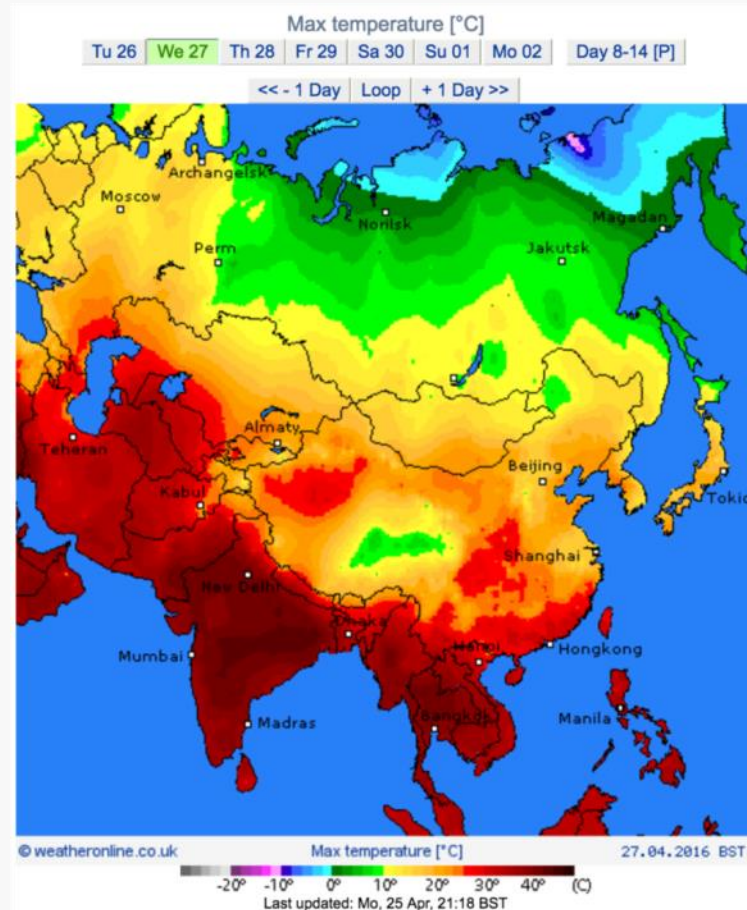 Max temperature [°C]
Tu 26 We 27 Th 28 Fr 29 Sa 30 Su 01 Mo 02 Day 8-14 [P]
<< - 1 Day Loop + 1 Day >>
Archangelsk
Moscow
Norilsk
Magadan
Perm
Jakutsk
Almaty
Teheran
Beijing
Tokio
Kabul
Shanghai
New Delhi
Dhaka
Mumbai
Hanoi
Hongkong
Madras
Bangkok
Manila
© weatheronline.co.uk Max temperature [°C] 27.04.2016 BST
-20° -10° 0° 10° 20° 30° 40° (C)
Last updated: Mo, 25 Apr, 21:18 BST